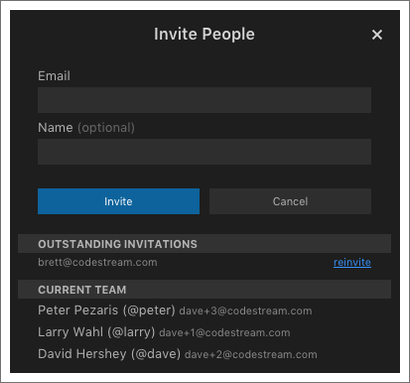 Invite People ×
Email
Name (optional)
Invite Cancel
OUTSTANDING INVITATIONS
brett@codestream.com reinvite
CURRENT TEAM
Peter Pezaris (@peter) dave+3@codestream.com
Larry Wahl (@larry) dave+1@codestream.com
David Hershey (@dave) dave+2@codestream.com